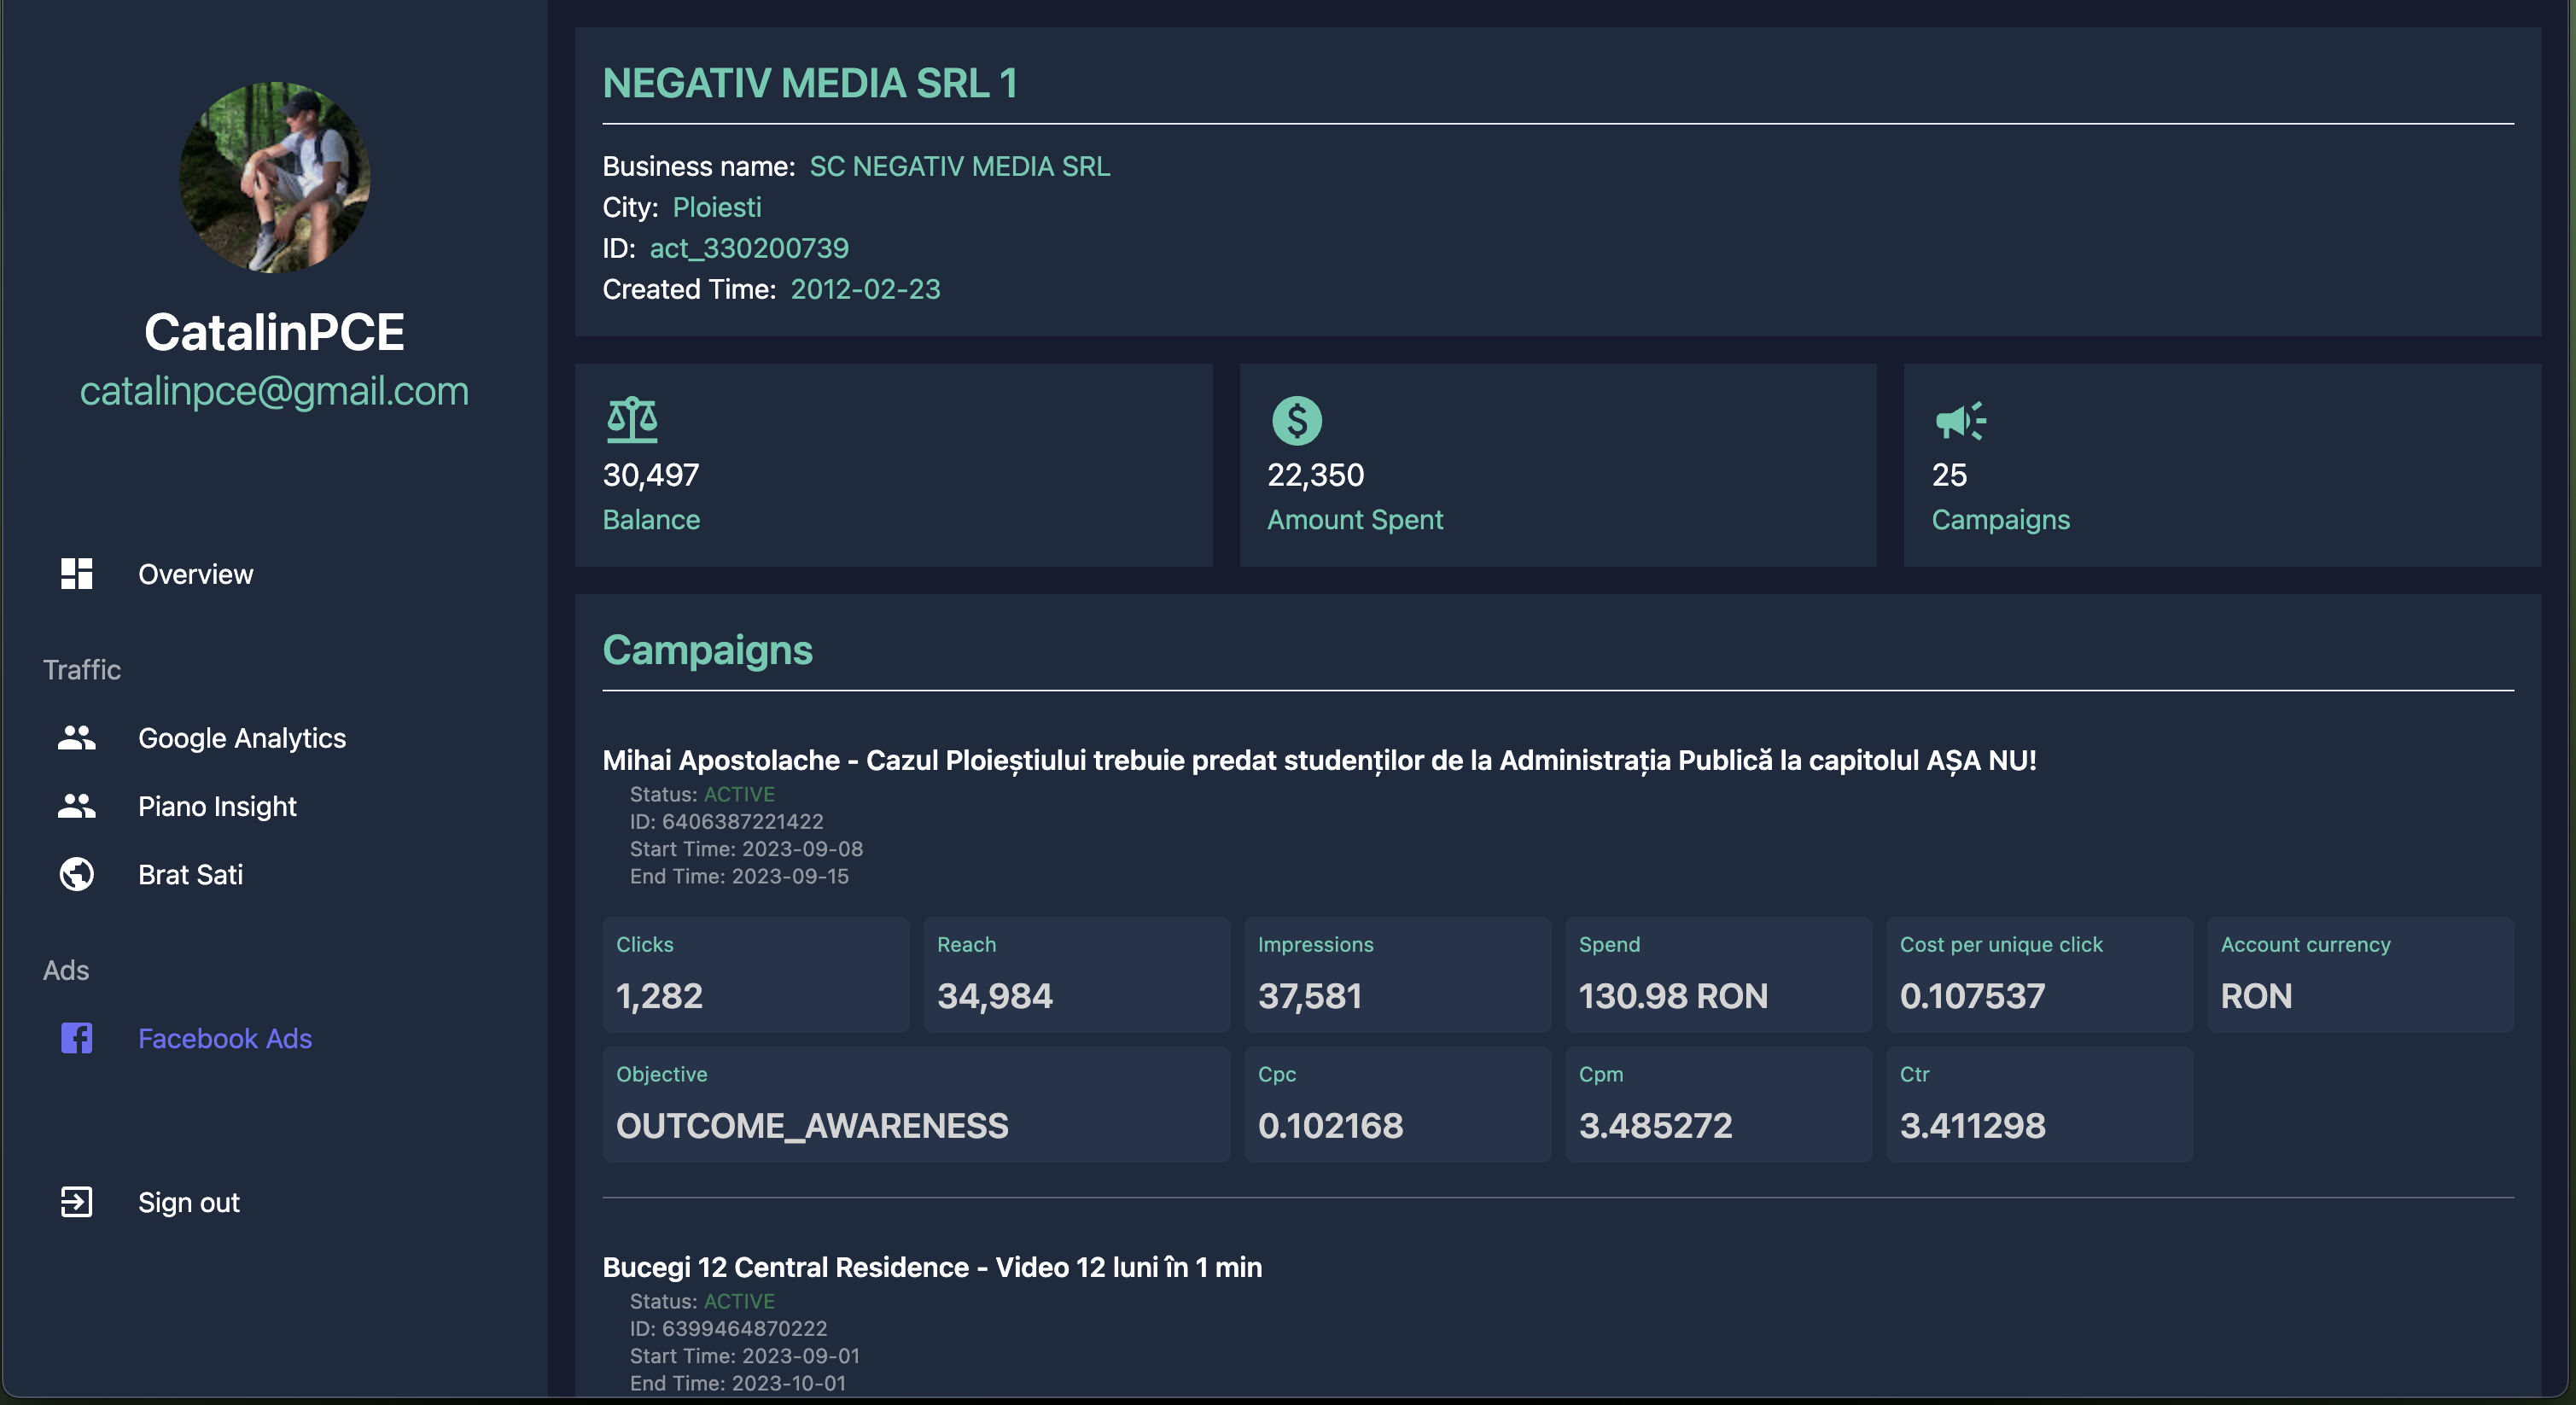 CatalinPCE
catalinpce@gmail.com
Overview
Traffic
Google Analytics
Piano Insight
Brat Sati
Ads
Facebook Ads
Sign out
NEGATIV MEDIA SRL 1
Business name: SC NEGATIV MEDIA SRL
City: Ploiesti
ID: act_330200739
Created Time: 2012-02-23
30,497
Balance
22,350
Amount Spent
25
Campaigns
Campaigns
Mihai Apostolache - Cazul Ploieștiului trebuie predat studenților de la Administrația Publică la capitolul AȘA NU!
Status: ACTIVE
ID: 6406387221422
Start Time: 2023-09-08
End Time: 2023-09-15
Clicks
1,282
Reach
34,984
Impressions
37,581
Spend
130.98 RON
Cost per unique click
0.107537
Account currency
RON
Objective
OUTCOME_AWARENESS
Cpc
0.102168
Cpm
3.485272
Ctr
3.411298
Bucegi 12 Central Residence - Video 12 luni în 1 min
Status: ACTIVE
ID: 6399464870222
Start Time: 2023-09-01
End Time: 2023-10-01